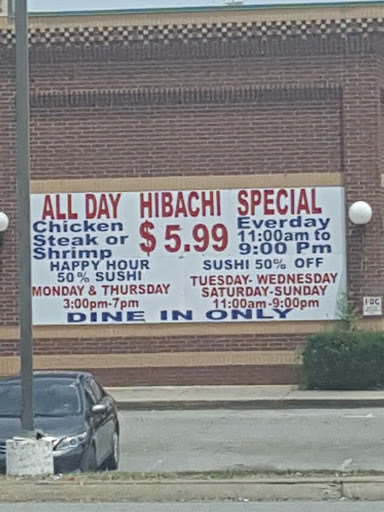 ALL DAY HIBACHI SPECIAL
Chicken
Steak or
Shrimp
$5.99
Everday
11:00am to
9:00 Pm
HAPPY HOUR
50% SUSHI
MONDAY & THURSDAY
3:00pm-7pm
SUSHI 50% OFF
TUESDAY-WEDNESDAY
SATURDAY-SUNDAY
11:00am-9:00pm
DINE IN ONLY